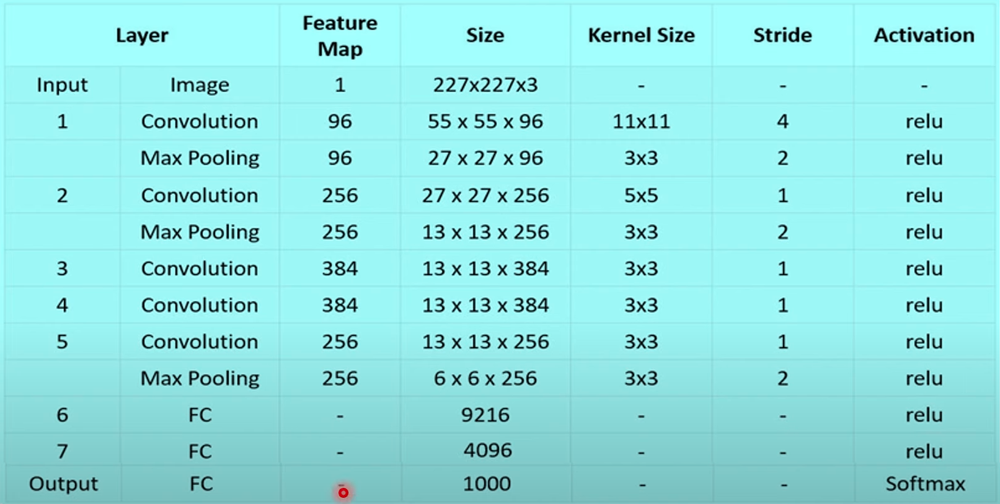 Layer Feature Map Size Kernel Size Stride Activation
Input Image 1 227x227x3 - - -
1 Convolution 96 55 x 55 x 96 11x11 4 relu
Max Pooling 96 27 x 27 x 96 3x3 2 relu
2 Convolution 256 27 x 27 x 256 5x5 1 relu
Max Pooling 256 13 x 13 x 256 3x3 2 relu
3 Convolution 384 13 x 13 x 384 3x3 1 relu
4 Convolution 384 13 x 13 x 384 3x3 1 relu
5 Convolution 256 13 x 13 x 256 3x3 1 relu
Max Pooling 256 6 x 6 x 256 3x3 2 relu
6 FC - 9216 - - relu
7 FC - 4096 - - relu
Output FC - 1000 - - Softmax